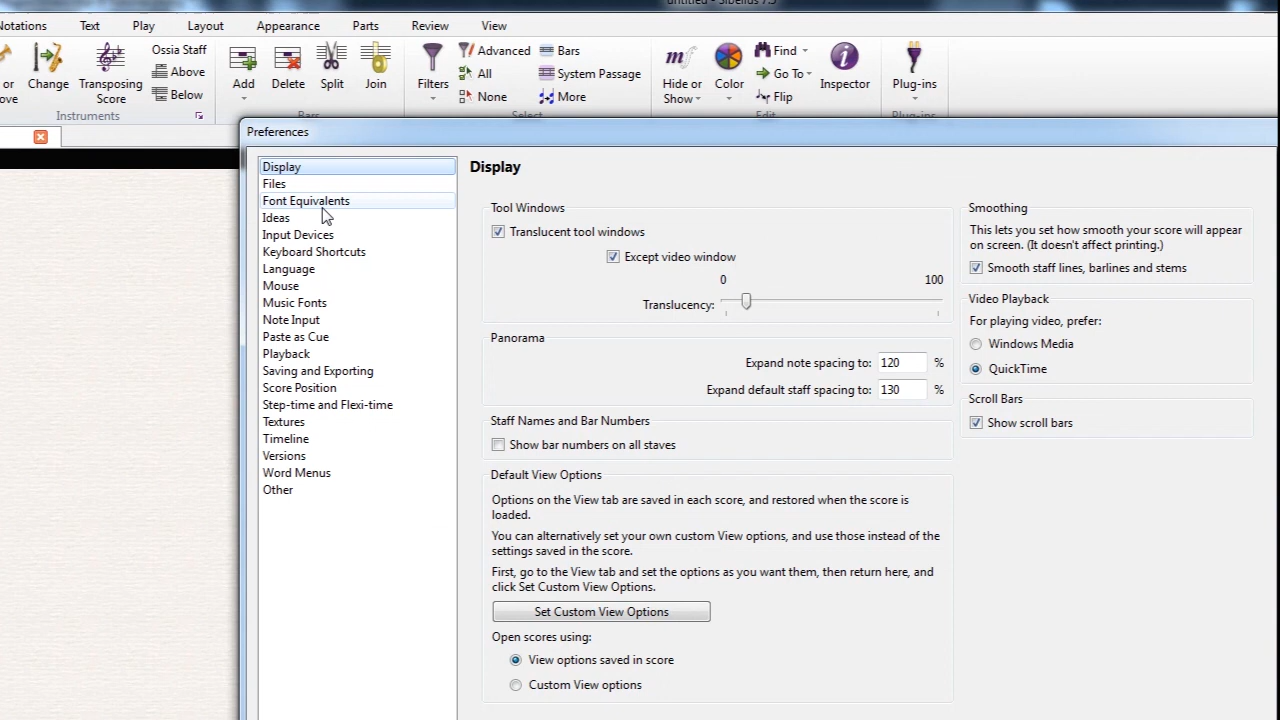 untitled - Sibelius 7.5
Notations Text Play Layout Appearance Parts Review View
or
ove
Change
Transposing
Score
Ossia Staff
Above
Below
Instruments
Add
Delete
Split
Join
Bars
Filters
Advanced
All
None
Bars
System Passage
More
Select
Hide or
Show
Color
Find
Go To
Flip
Inspector
Edit
Plug-ins
Plug-ins
Preferences
Display
Files
Font Equivalents
Ideas
Input Devices
Keyboard Shortcuts
Language
Mouse
Music Fonts
Note Input
Paste as Cue
Playback
Saving and Exporting
Score Position
Step-time and Flexi-time
Textures
Timeline
Versions
Word Menus
Other
Display
Tool Windows
Translucent tool windows
Except video window
0 100
Translucency:
Panorama
Expand note spacing to: 120 %
Expand default staff spacing to: 130 %
Staff Names and Bar Numbers
Show bar numbers on all staves
Default View Options
Options on the View tab are saved in each score, and restored when the score is
loaded.
You can alternatively set your own custom View options, and use those instead of the
settings saved in the score.
First, go to the View tab and set the options as you want them, then return here, and
click Set Custom View Options.
Set Custom View Options
Open scores using:
View options saved in score
Custom View options
Smoothing
This lets you set how smooth your score will appear
on screen. (It doesn't affect printing.)
Smooth staff lines, barlines and stems
Video Playback
For playing video, prefer:
Windows Media
QuickTime
Scroll Bars
Show scroll bars